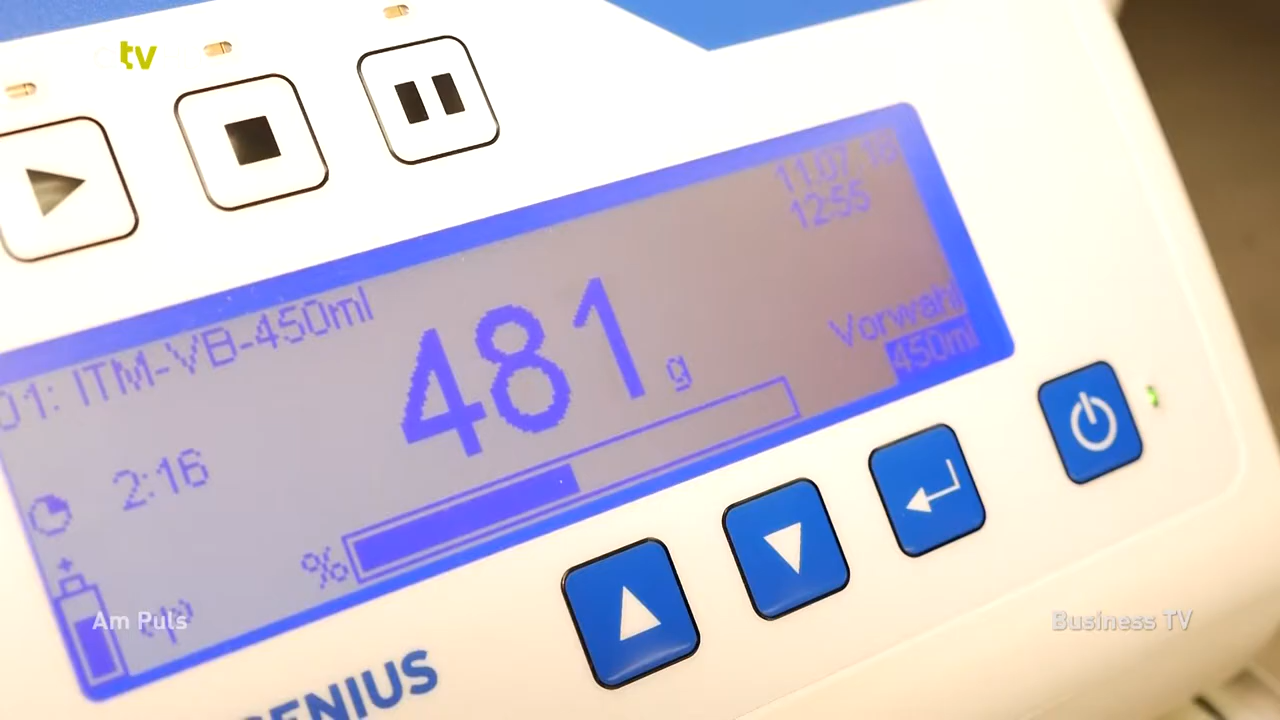 tv
11.07.18
12:55
01: ITM-VB-450ml
481 g
Vorwahl
450ml
2:16
%
Am Puls
Business TV
GENIUS